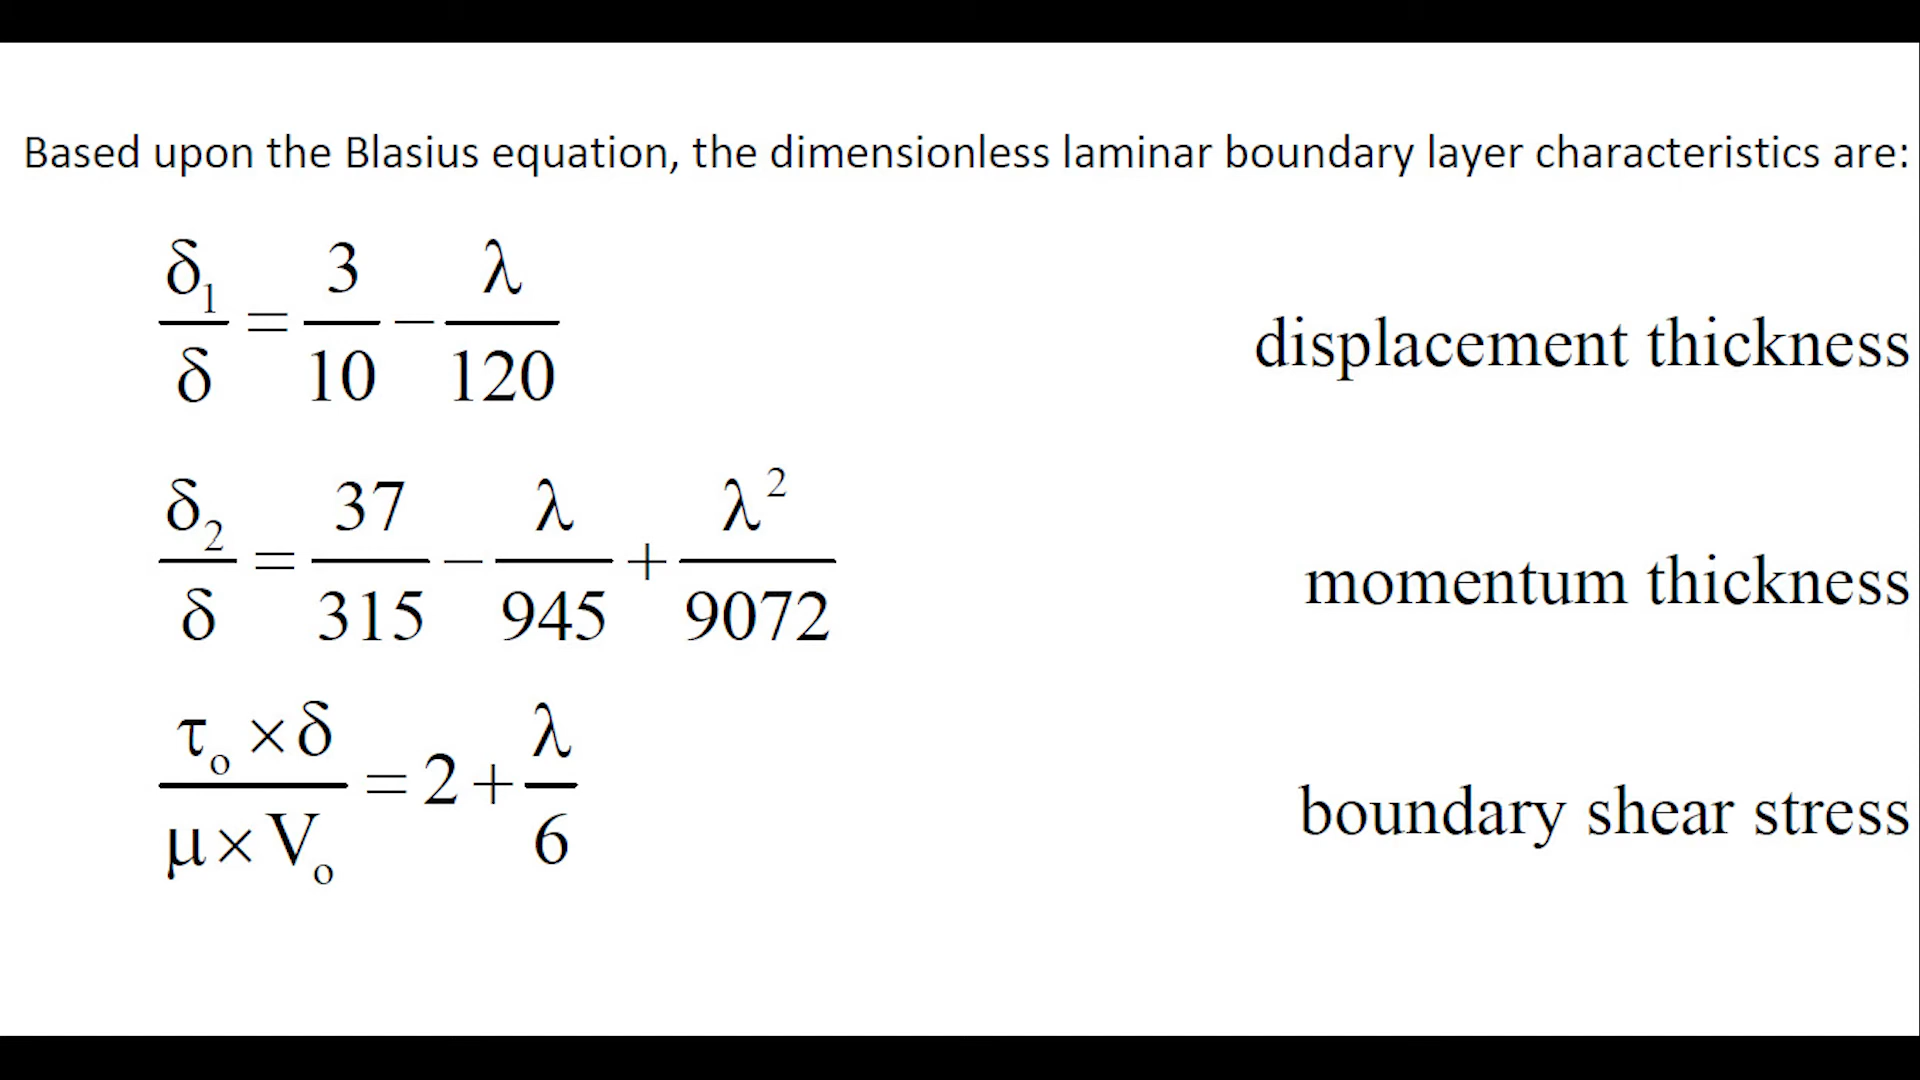 Based upon the Blasius equation, the dimensionless laminar boundary layer characteristics are:
δ₁/δ = 3/10 − λ/120 displacement thickness
δ₂/δ = 37/315 − λ/945 + λ²/9072 momentum thickness
(τₒ × δ)/(μ × Vₒ) = 2 + λ/6 boundary shear stress